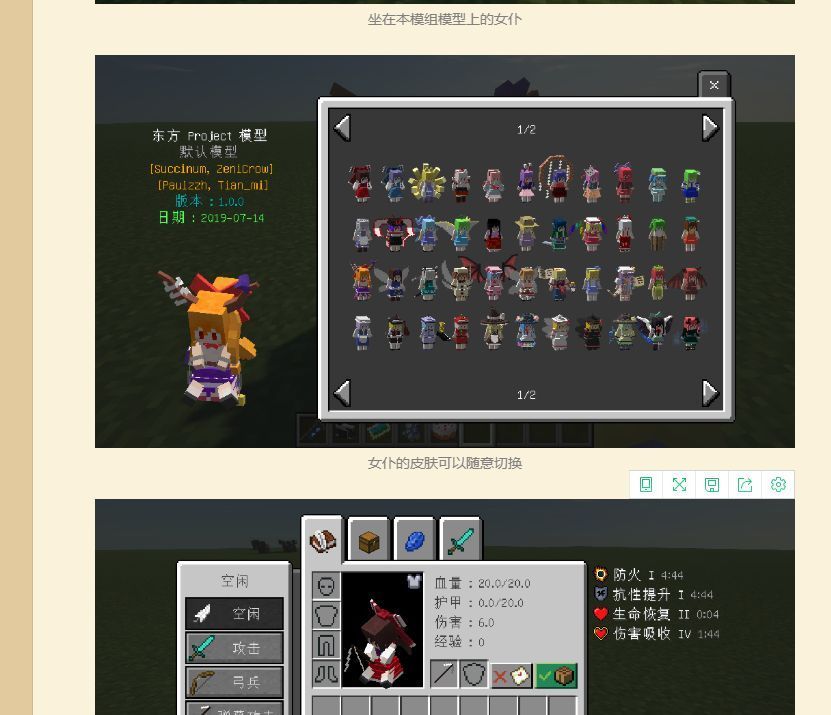 坐在本模组模型上的女仆
1/2
东方 Project 模型
默认模型
[Succinum, ZeniCrow]
[Paulzzh, Tian_mi]
版本：1.0.0
日期：2019-07-14
1/2
女仆的皮肤可以随意切换
空闲
空闲
攻击
弓兵
弹幕攻击
血量：20.0/20.0
护甲：0.0/20.0
伤害：6.0
经验：0
防火 I 4:44
抗性提升 I 4:44
生命恢复 II 0:04
伤害吸收 IV 1:44